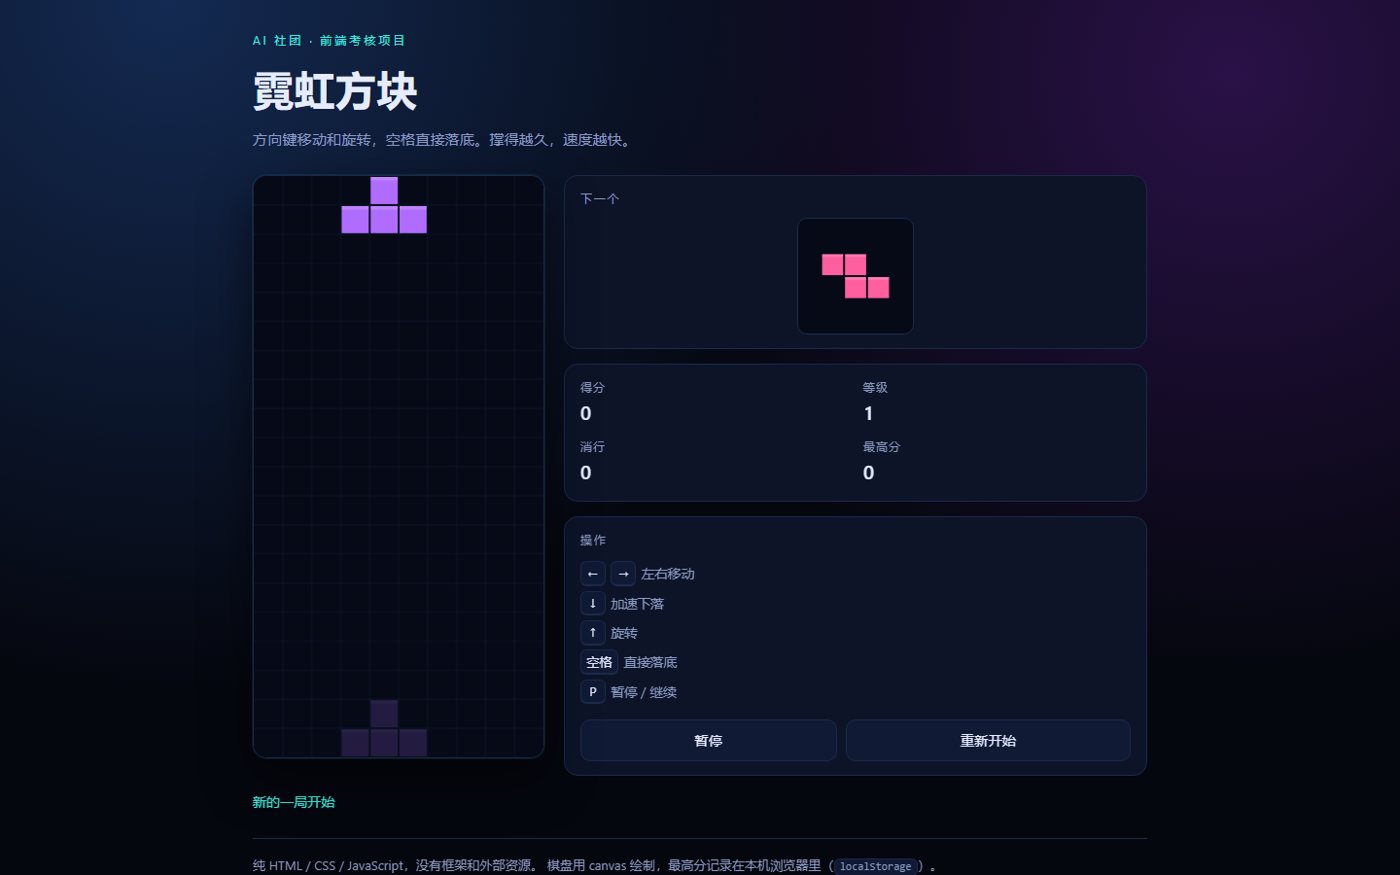 AI 社团 · 前端考核项目
霓虹方块
方向键移动和旋转，空格直接落底。撑得越久，速度越快。
下一个
得分
0
等级
1
消行
0
最高分
0
操作
← → 左右移动
↓ 加速下落
↑ 旋转
空格 直接落底
P 暂停 / 继续
暂停
重新开始
新的一局开始
纯 HTML / CSS / JavaScript，没有框架和外部资源。 棋盘用 canvas 绘制，最高分记录在本机浏览器里（localStorage）。